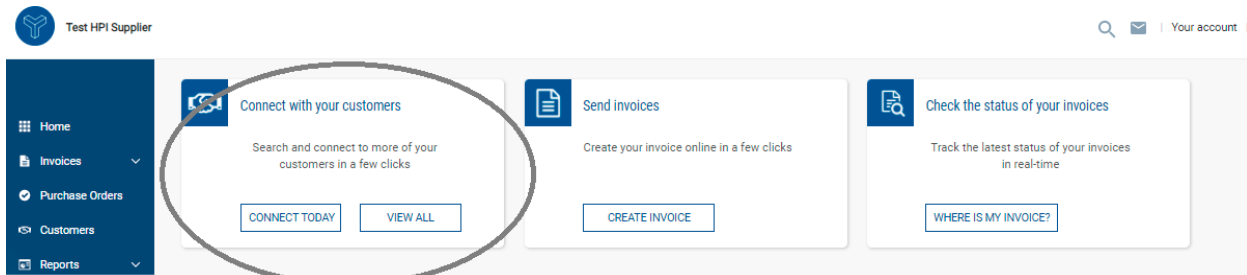 Test HPI Supplier
Your account
Home
Invoices
Purchase Orders
Customers
Reports
Connect with your customers
Search and connect to more of your
customers in a few clicks
CONNECT TODAY
VIEW ALL
Send invoices
Create your invoice online in a few clicks
CREATE INVOICE
Check the status of your invoices
Track the latest status of your invoices
in real-time
WHERE IS MY INVOICE?